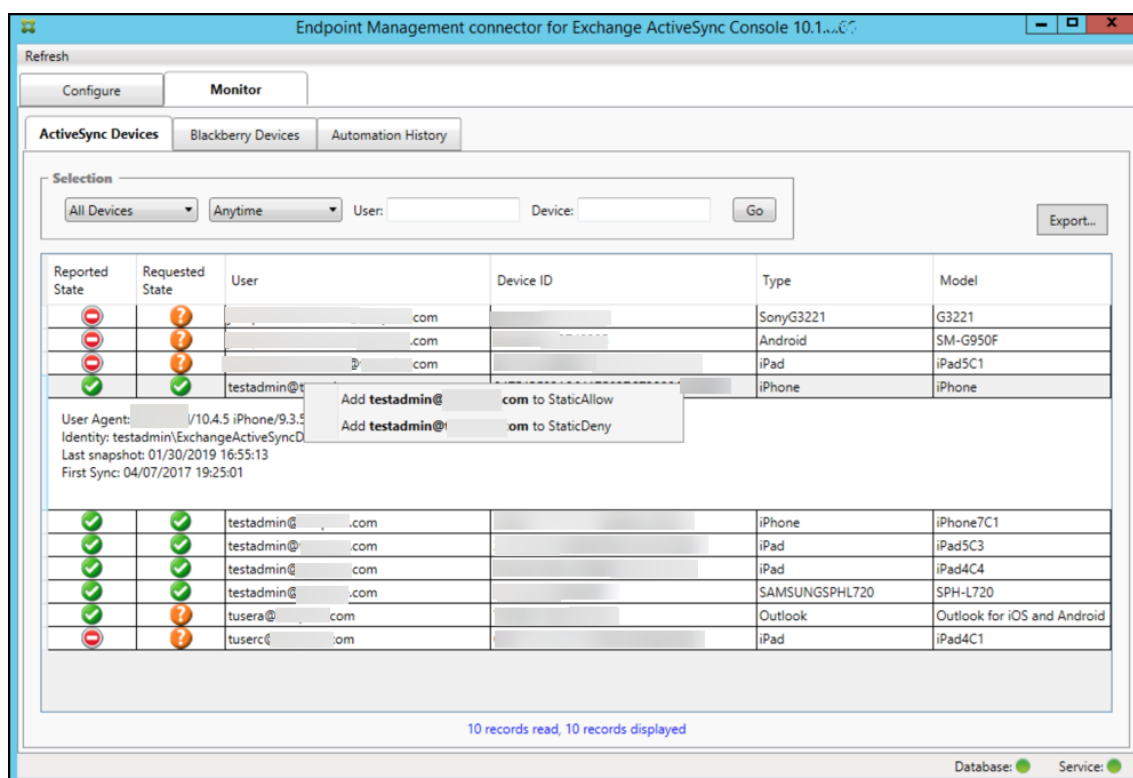 Endpoint Management connector for Exchange ActiveSync Console 10.1
Refresh
Configure Monitor
ActiveSync Devices Blackberry Devices Automation History
Selection
All Devices Anytime User: Device: Go
Export...
Reported State Requested State User Device ID Type Model
.com SonyG3221 G3221
.com Android SM-G950F
com iPad iPad5C1
testadmin@ iPhone iPhone
Add testadmin@ .com to StaticAllow
Add testadmin@ om to StaticDeny
User Agent: /10.4.5 iPhone/9.3.5
Identity: testadmin\ExchangeActiveSyncD
Last snapshot: 01/30/2019 16:55:13
First Sync: 04/07/2017 19:25:01
testadmin@ .com iPhone iPhone7C1
testadmin@ .com iPad iPad5C3
testadmin@ com iPad iPad4C4
testadmin@ .com SAMSUNGSPHL720 SPH-L720
tusera@ com Outlook Outlook for iOS and Android
tuserc@ om iPad iPad4C1
10 records read, 10 records displayed
Database: Service: